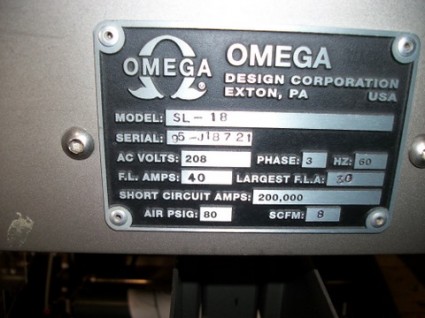 OMEGA
OMEGA
DESIGN CORPORATION
EXTON, PA USA
MODEL: SL-18
SERIAL: 95-J18721
AC VOLTS: 208 PHASE: 3 HZ: 60
F.L. AMPS: 40 LARGEST F.L.A: 30
SHORT CIRCUIT AMPS: 200,000
AIR PSIG: 80 SCFM: 8